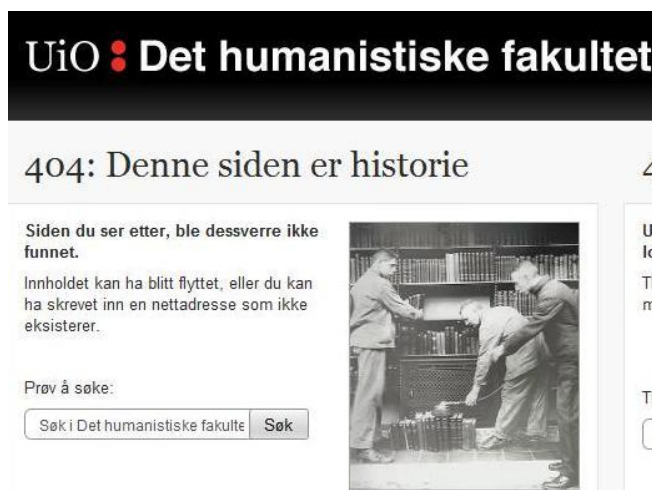 UiO : Det humanistiske fakultet
404: Denne siden er historie
Siden du ser etter, ble dessverre ikke
funnet.
Innholdet kan ha blitt flyttet, eller du kan
ha skrevet inn en nettadresse som ikke
eksisterer.
Prøv å søke:
Søk i Det humanistiske fakulte
Søk